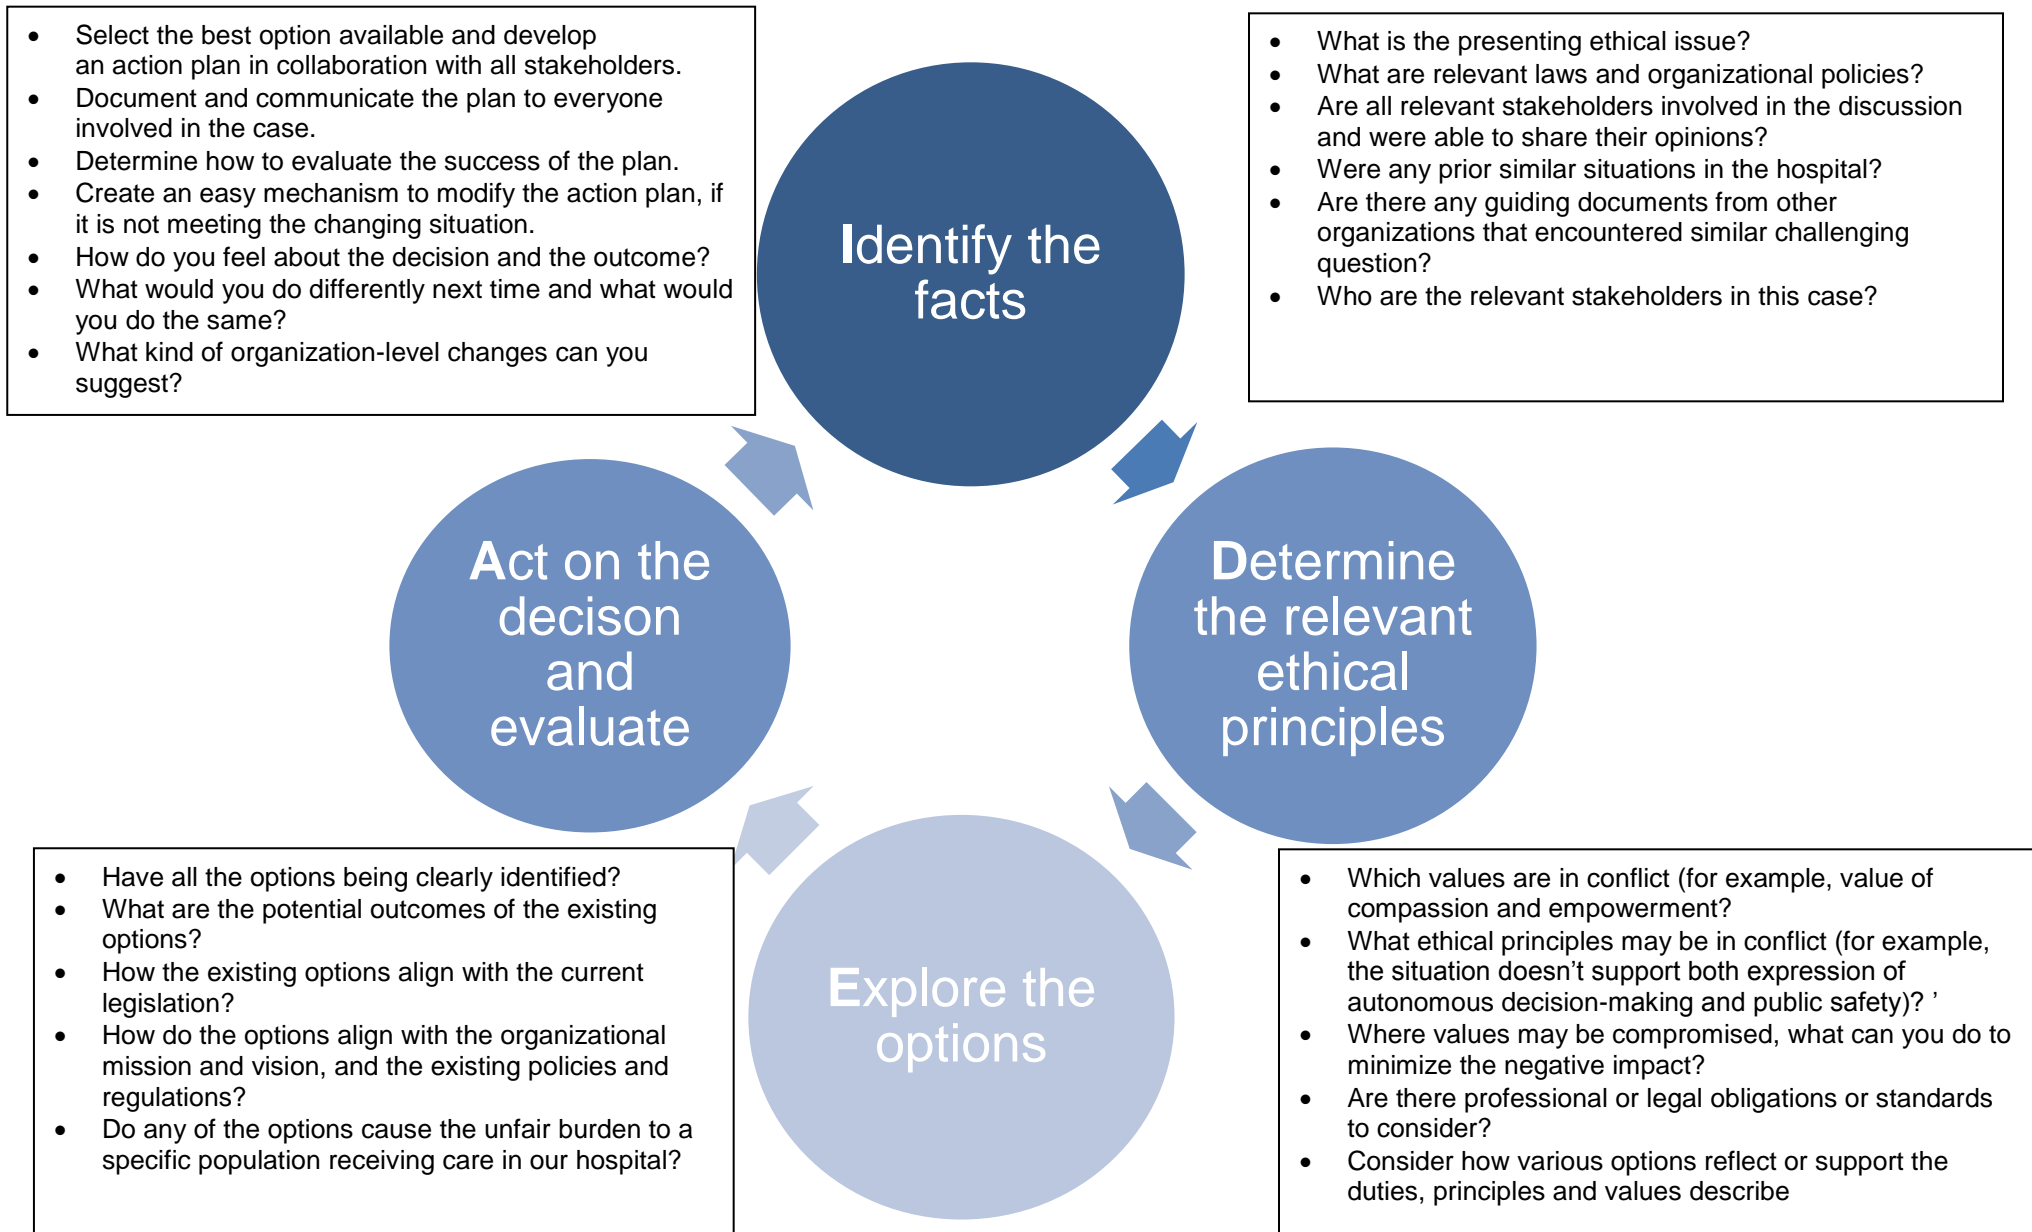 • Select the best option available and develop
an action plan in collaboration with all stakeholders.
• Document and communicate the plan to everyone
involved in the case.
• Determine how to evaluate the success of the plan.
• Create an easy mechanism to modify the action plan, if
it is not meeting the changing situation.
• How do you feel about the decision and the outcome?
• What would you do differently next time and what would
you do the same?
• What kind of organization-level changes can you
suggest?
Identify the
facts
• What is the presenting ethical issue?
• What are relevant laws and organizational policies?
• Are all relevant stakeholders involved in the discussion
and were able to share their opinions?
• Were any prior similar situations in the hospital?
• Are there any guiding documents from other
organizations that encountered similar challenging
question?
• Who are the relevant stakeholders in this case?
Act on the
decison
and
evaluate
Determine
the relevant
ethical
principles
• Have all the options being clearly identified?
• What are the potential outcomes of the existing
options?
• How the existing options align with the current
legislation?
• How do the options align with the organizational
mission and vision, and the existing policies and
regulations?
• Do any of the options cause the unfair burden to a
specific population receiving care in our hospital?
Explore the
options
• Which values are in conflict (for example, value of
compassion and empowerment?
• What ethical principles may be in conflict (for example,
the situation doesn’t support both expression of
autonomous decision-making and public safety)? ’
• Where values may be compromised, what can you do to
minimize the negative impact?
• Are there professional or legal obligations or standards
to consider?
• Consider how various options reflect or support the
duties, principles and values describe